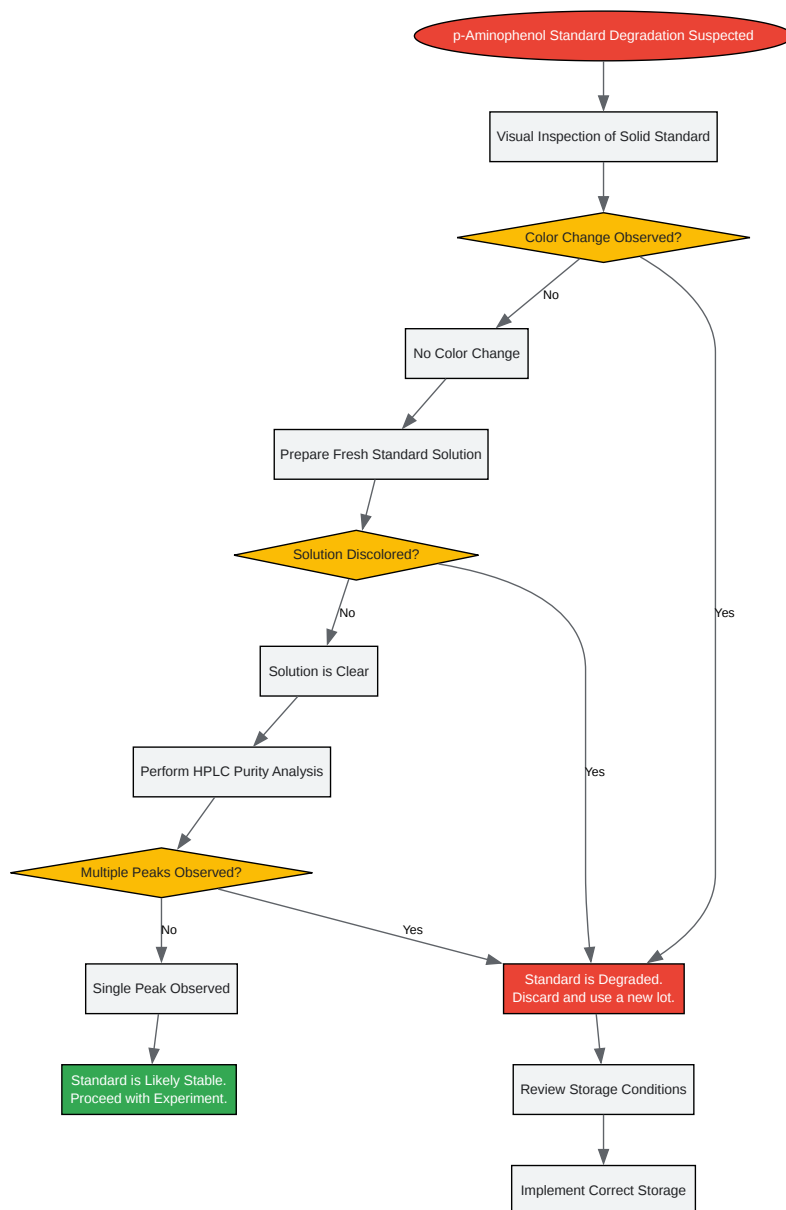 p-Aminophenol Standard Degradation Suspected
Visual Inspection of Solid Standard
Color Change Observed?
No
No Color Change
Prepare Fresh Standard Solution
Solution Discolored?
No
Yes
Solution is Clear
Perform HPLC Purity Analysis
Yes
Multiple Peaks Observed?
No
Yes
Single Peak Observed
Standard is Degraded.
Discard and use a new lot.
Standard is Likely Stable.
Proceed with Experiment.
Review Storage Conditions
Implement Correct Storage